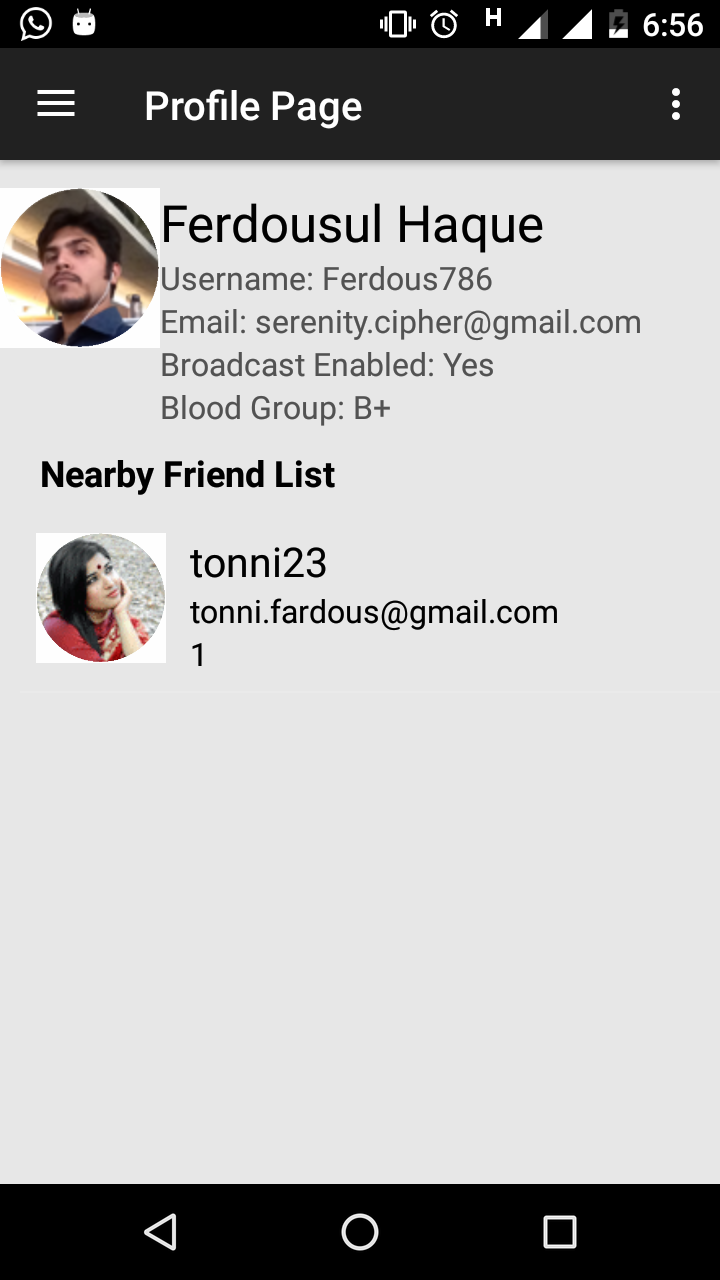 H 6:56
Profile Page
Ferdousul Haque
Username: Ferdous786
Email: serenity.cipher@gmail.com
Broadcast Enabled: Yes
Blood Group: B+
Nearby Friend List
tonni23
tonni.fardous@gmail.com
1